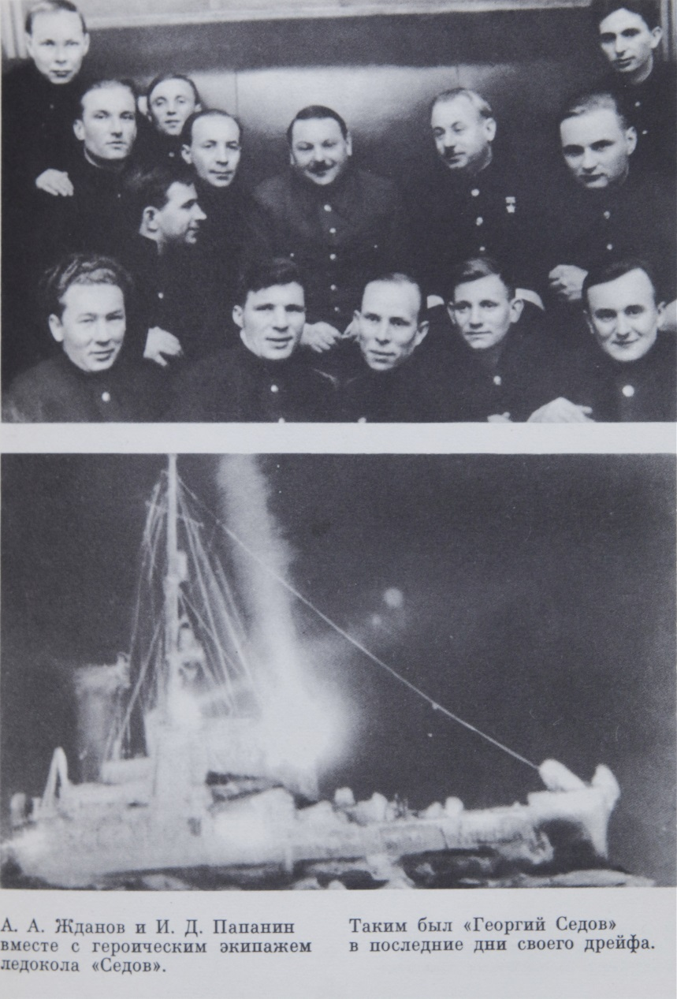 А. А. Жданов и И. Д. Папанин
вместе с героическим экипажем
ледокола «Седов».
Таким был «Георгий Седов»
в последние дни своего дрейфа.